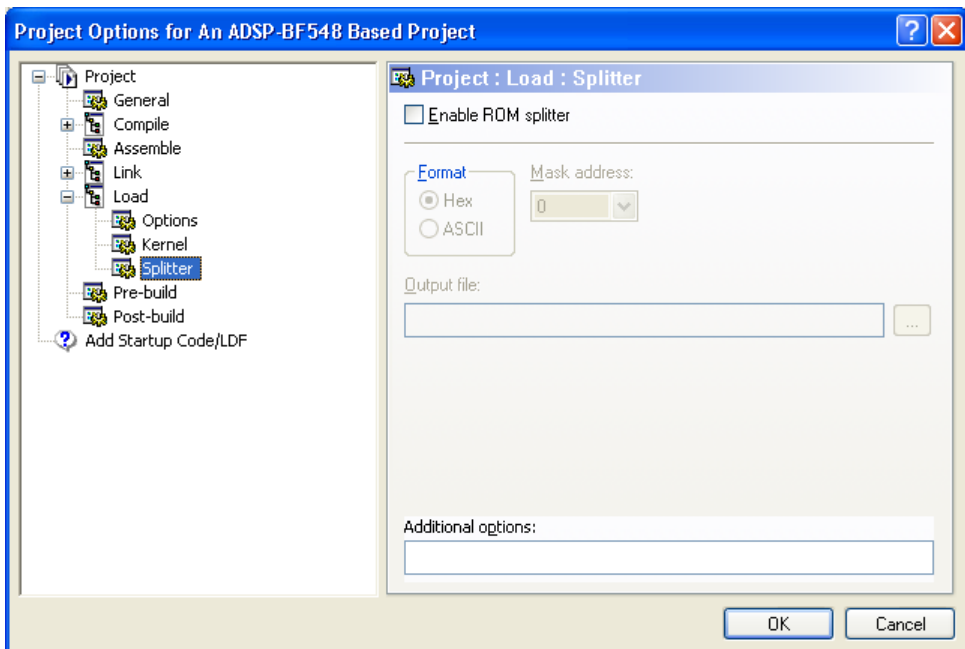 Project Options for An ADSP-BF548 Based Project
Project
General
Compile
Assemble
Link
Load
Options
Kernel
Splitter
Pre-build
Post-build
Add Startup Code/LDF
Project : Load : Splitter
Enable ROM splitter
Format
Hex
ASCII
Mask address:
0
Output file:
...
Additional options:
OK
Cancel